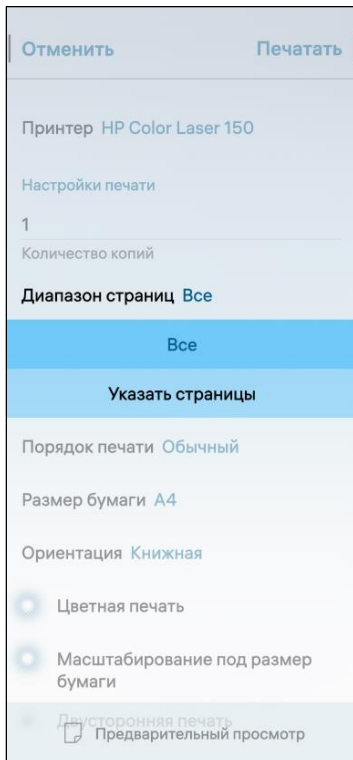 Отменить Печатать
Принтер HP Color Laser 150
Настройки печати
1
Количество копий
Диапазон страниц Все
Все
Указать страницы
Порядок печати Обычный
Размер бумаги A4
Ориентация Книжная
Цветная печать
Масштабирование под размер
бумаги
Двусторонняя печать
Предварительный просмотр